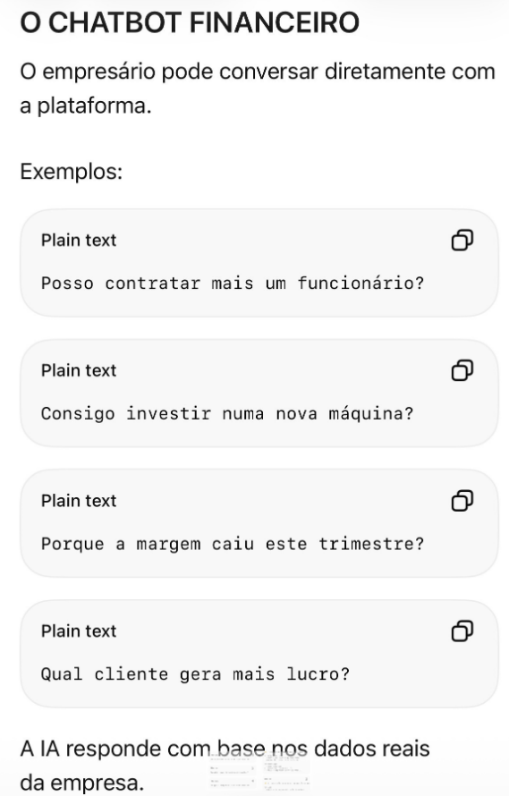 O CHATBOT FINANCEIRO
O empresário pode conversar diretamente com
a plataforma.
Exemplos:
Plain text
Posso contratar mais um funcionário?
Plain text
Consigo investir numa nova máquina?
Plain text
Porque a margem caiu este trimestre?
Plain text
Qual cliente gera mais lucro?
A IA responde com base nos dados reais
da empresa.